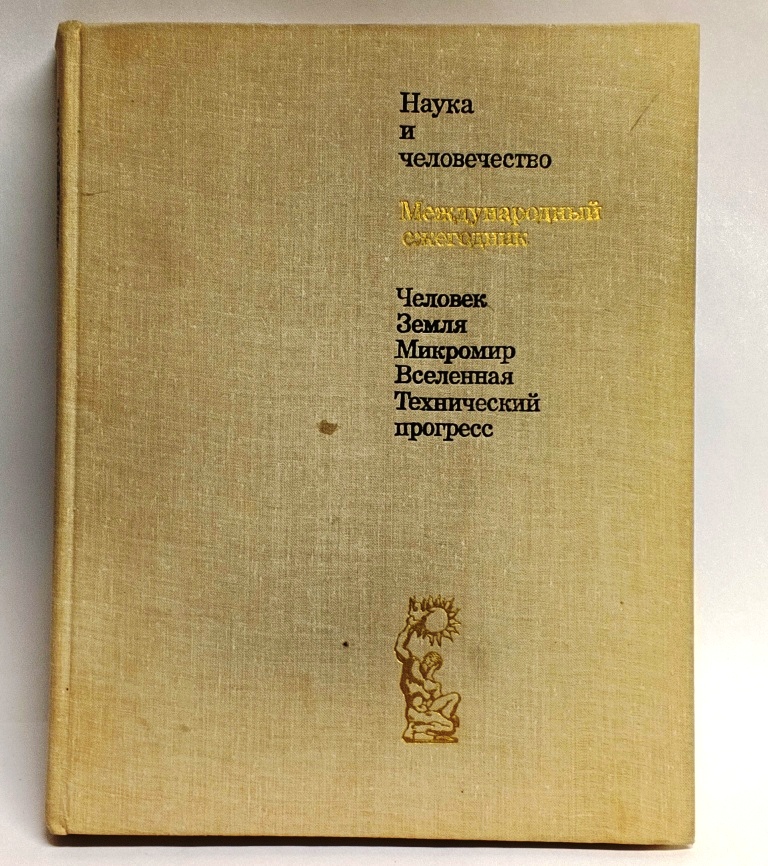 Наука
и
человечество
Международный
ежегодник
Человек
Земля
Микромир
Вселенная
Технический
прогресс